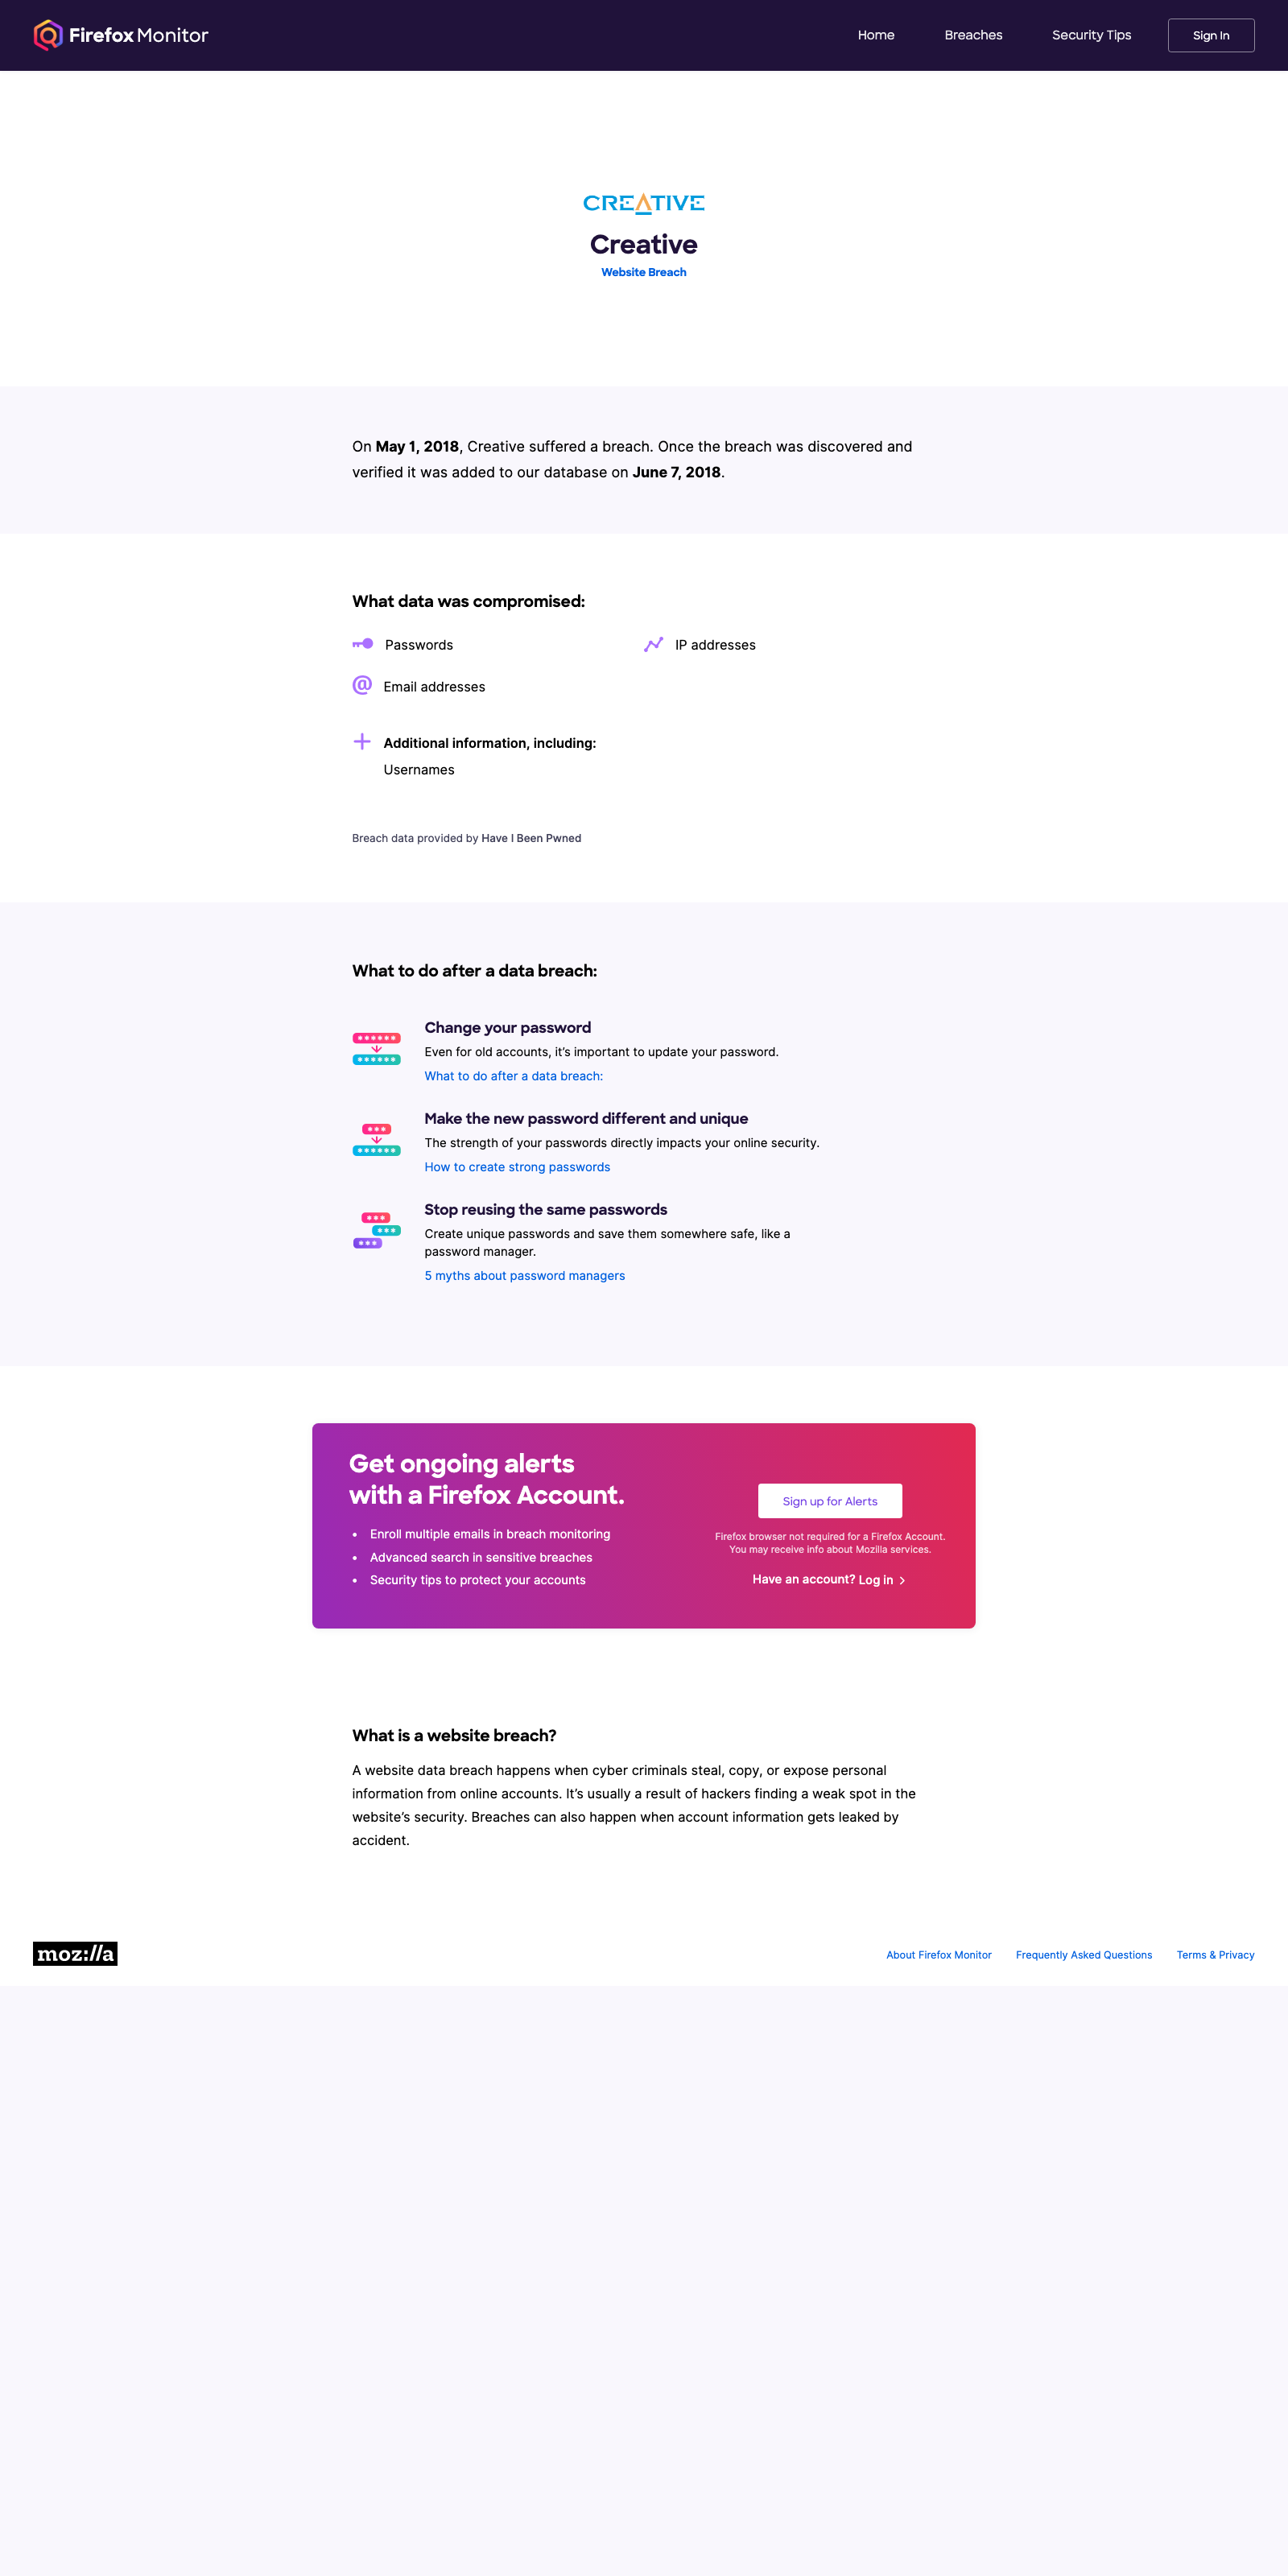 Firefox Monitor
Home
Breaches
Security Tips
Sign In
CREATIVE
Creative
Website Breach
On May 1, 2018, Creative suffered a breach. Once the breach was discovered and
verified it was added to our database on June 7, 2018.
What data was compromised:
Passwords
IP addresses
@ Email addresses
Additional information, including:
Usernames
Breach data provided by Have I Been Pwned
What to do after a data breach:
Change your password
Even for old accounts, it’s important to update your password.
What to do after a data breach:
Make the new password different and unique
The strength of your passwords directly impacts your online security.
How to create strong passwords
Stop reusing the same passwords
Create unique passwords and save them somewhere safe, like a
password manager.
5 myths about password managers
Get ongoing alerts
with a Firefox Account.
• Enroll multiple emails in breach monitoring
• Advanced search in sensitive breaches
• Security tips to protect your accounts
Sign up for Alerts
Firefox browser not required for a Firefox Account.
You may receive info about Mozilla services.
Have an account? Log in
What is a website breach?
A website data breach happens when cyber criminals steal, copy, or expose personal
information from online accounts. It’s usually a result of hackers finding a weak spot in the
website’s security. Breaches can also happen when account information gets leaked by
accident.
moz://a
About Firefox Monitor
Frequently Asked Questions
Terms & Privacy